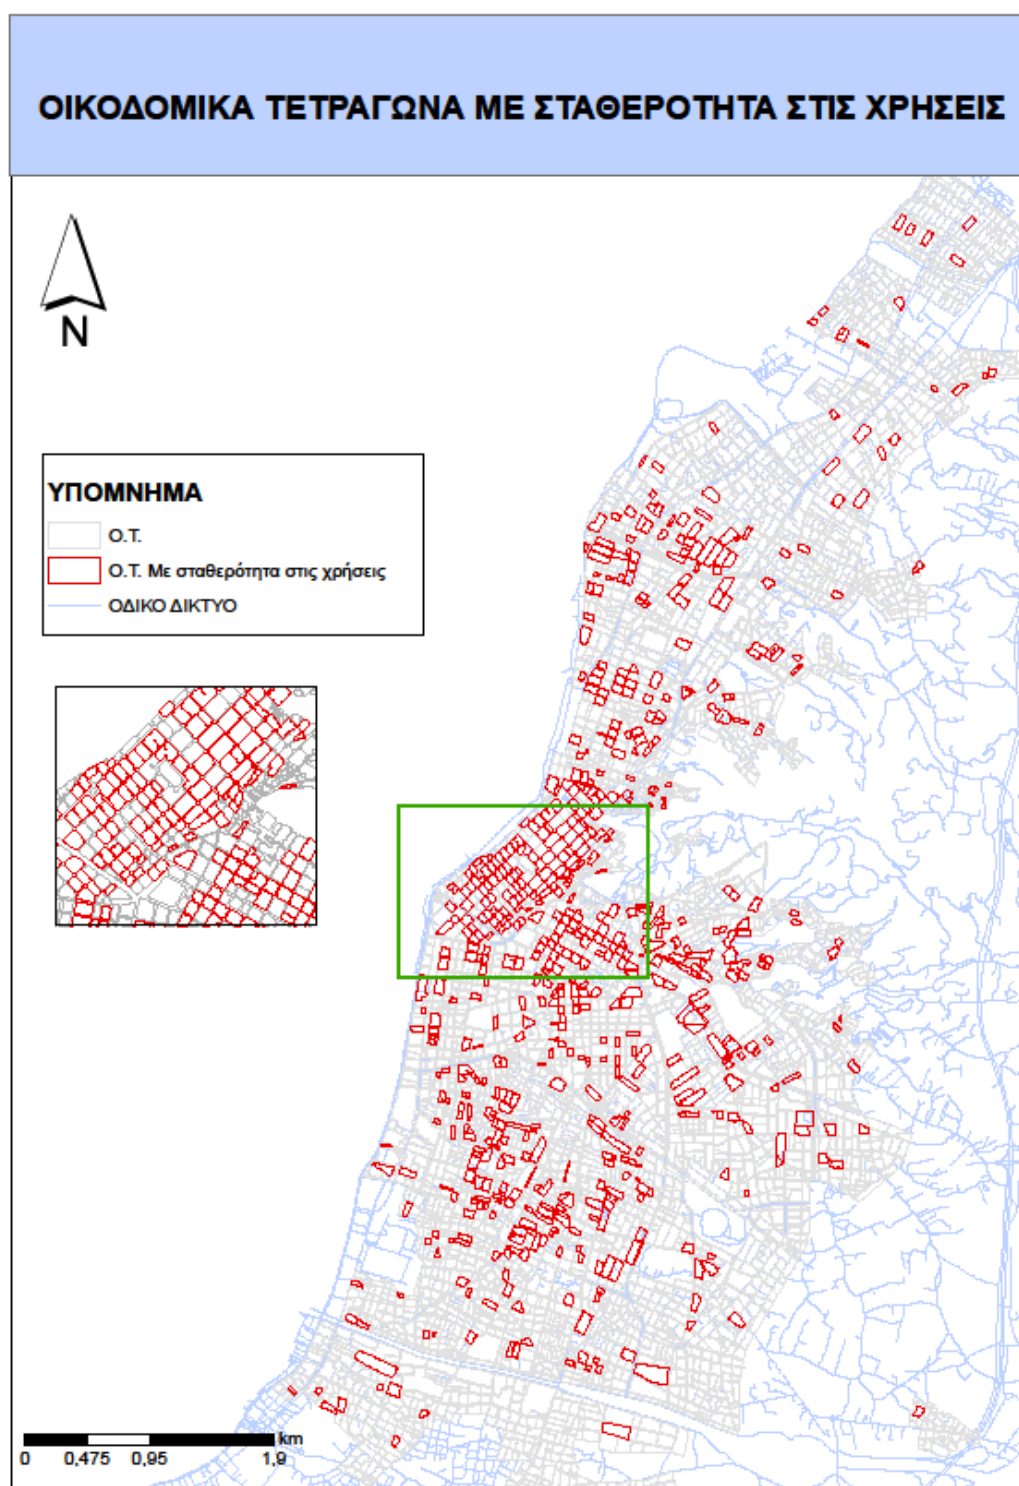 ΟΙΚΟΔΟΜΙΚΑ ΤΕΤΡΑΓΩΝΑ ΜΕ ΣΤΑΘΕΡΟΤΗΤΑ ΣΤΙΣ ΧΡΗΣΕΙΣ
N
ΥΠΟΜΝΗΜΑ
Ο.Τ.
Ο.Τ. Με σταθερότητα στις χρήσεις
ΟΔΙΚΟ ΔΙΚΤΥΟ
km
0 0,475 0,95 1,9